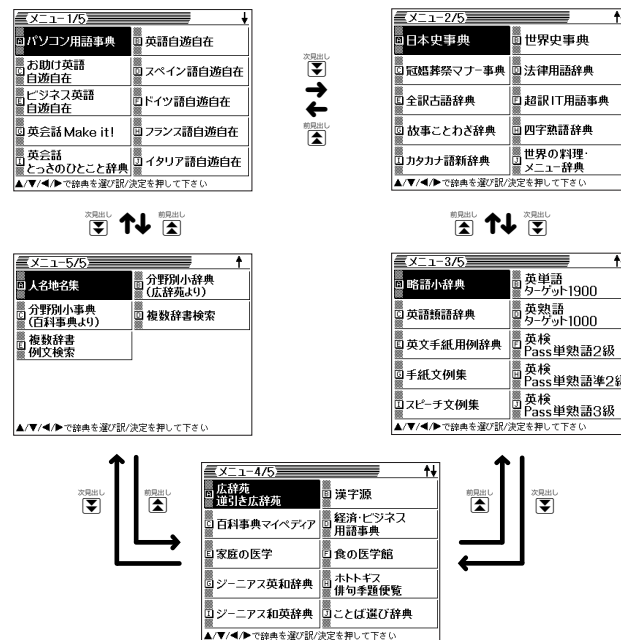 メニュー1/5
A パソコン用語事典
B 英語自遊自在
C お助け英語
自遊自在
D スペイン語自遊自在
E ビジネス英語
自遊自在
F ドイツ語自遊自在
G 英会話 Make it!
H フランス語自遊自在
I 英会話
とっさのひとこと辞典
J イタリア語自遊自在
▲/▼/◀/▶で辞典を選び訳/決定を押して下さい
次見出し
前見出し
メニュー2/5
A 日本史事典
B 世界史事典
C 冠婚葬祭マナー事典
D 法律用語辞典
E 全訳古語辞典
F 超訳IT用語事典
G 故事ことわざ辞典
H 四字熟語辞典
I カタカナ語新辞典
J 世界の料理・
メニュー辞典
▲/▼/◀/▶で辞典を選び訳/決定を押して下さい
次見出し
前見出し
次見出し
前見出し
メニュー5/5
A 人名地名集
B 分野別小辞典
(広辞苑より)
C 分野別小事典
(百科事典より)
D 複数辞書検索
E 複数辞書
例文検索
▲/▼/◀/▶で辞典を選び訳/決定を押して下さい
メニュー3/5
A 略語小辞典
B 英単語
ターゲット1900
C 英語類語辞典
D 英熟語
ターゲット1000
E 英文手紙用例辞典
F 英検
Pass単熟語2級
G 手紙文例集
H 英検
Pass単熟語準2級
I スピーチ文例集
J 英検
Pass単熟語3級
▲/▼/◀/▶で辞典を選び訳/決定を押して下さい
次見出し
前見出し
メニュー4/5
A 広辞苑
逆引き広辞苑
B 漢字源
C 百科事典マイペディア
D 経済・ビジネス
用語事典
E 家庭の医学
F 食の医学館
G ジーニアス英和辞典
H ホトトギス
俳句季題便覧
I ジーニアス和英辞典
J ことば選び辞典
▲/▼/◀/▶で辞典を選び訳/決定を押して下さい
前見出し
次見出し